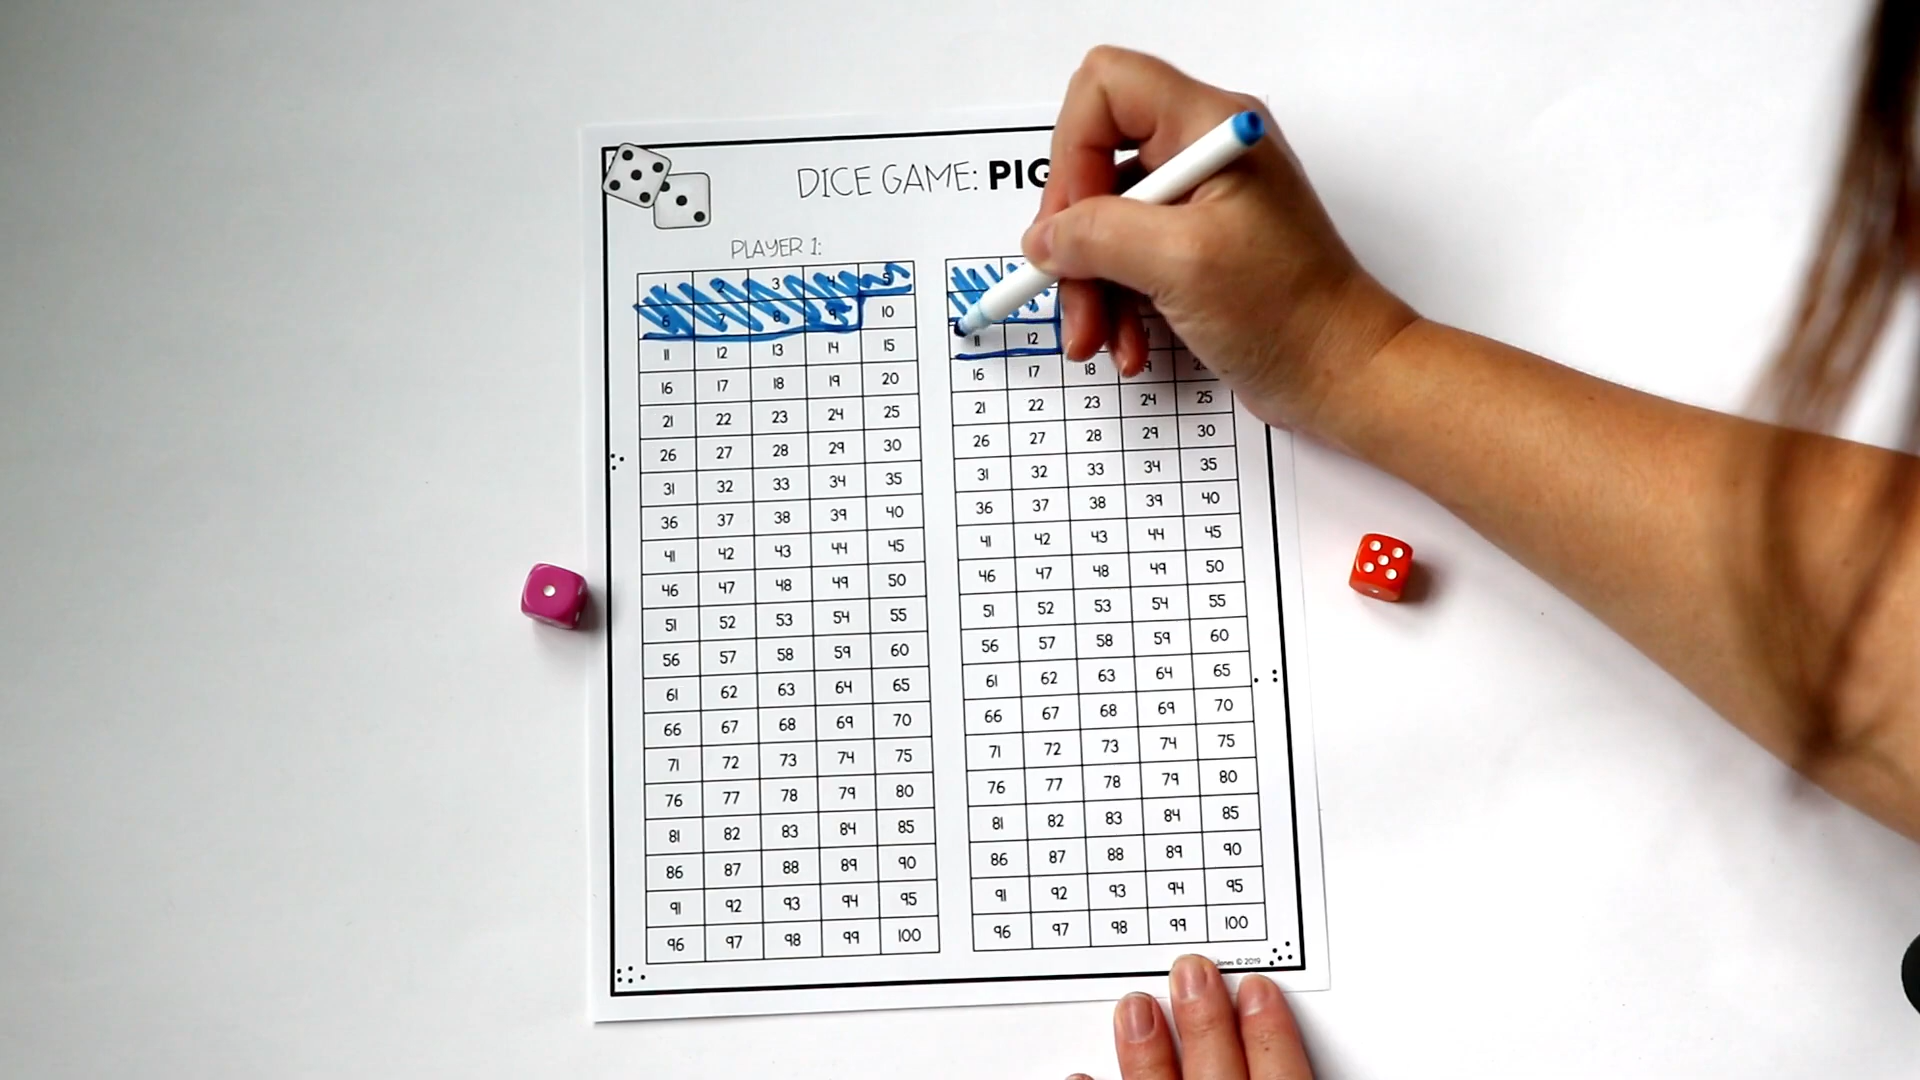 DICE GAME: PIG
PLAYER 1:
1 2 3 4 5
6 7 8 9 10
11 12 13 14 15
16 17 18 19 20
21 22 23 24 25
26 27 28 29 30
31 32 33 34 35
36 37 38 39 40
41 42 43 44 45
46 47 48 49 50
51 52 53 54 55
56 57 58 59 60
61 62 63 64 65
66 67 68 69 70
71 72 73 74 75
76 77 78 79 80
81 82 83 84 85
86 87 88 89 90
91 92 93 94 95
96 97 98 99 100
1
11 12
16 17 18
21 22 23 24 25
26 27 28 29 30
31 32 33 34 35
36 37 38 39 40
41 42 43 44 45
46 47 48 49 50
51 52 53 54 55
56 57 58 59 60
61 62 63 64 65
66 67 68 69 70
71 72 73 74 75
76 77 78 79 80
81 82 83 84 85
86 87 88 89 90
91 92 93 94 95
96 97 98 99 100
Jones © 2019